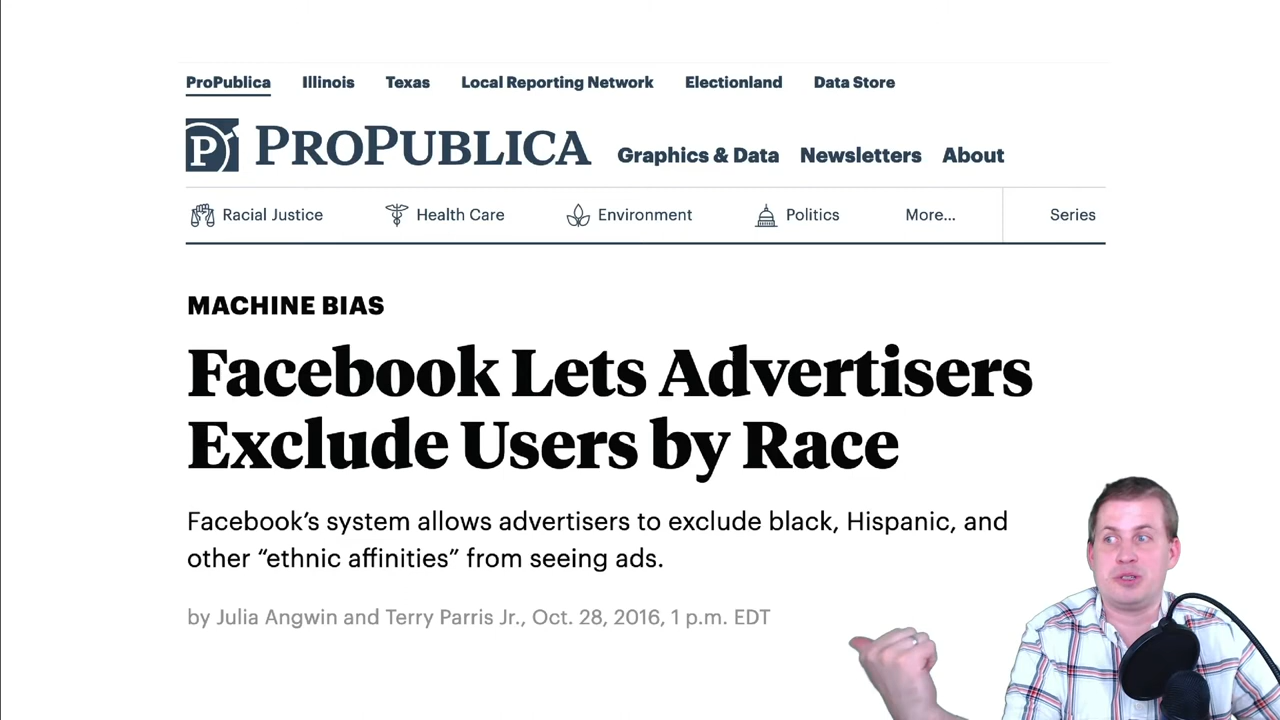 ProPublica Illinois Texas Local Reporting Network Electionland Data Store
P PROPUBLICA Graphics & Data Newsletters About
Racial Justice Health Care Environment Politics More... Series
MACHINE BIAS
Facebook Lets Advertisers
Exclude Users by Race
Facebook’s system allows advertisers to exclude black, Hispanic, and
other “ethnic affinities” from seeing ads.
by Julia Angwin and Terry Parris Jr., Oct. 28, 2016, 1 p.m. EDT